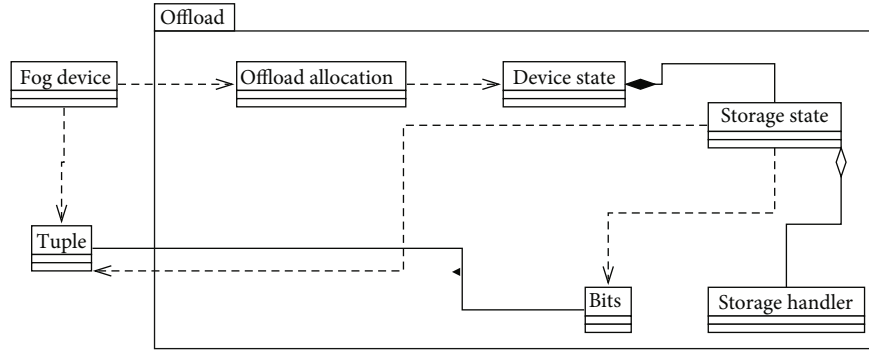 Offload
Fog device
Offload allocation
Device state
Storage state
Tuple
Bits
Storage handler